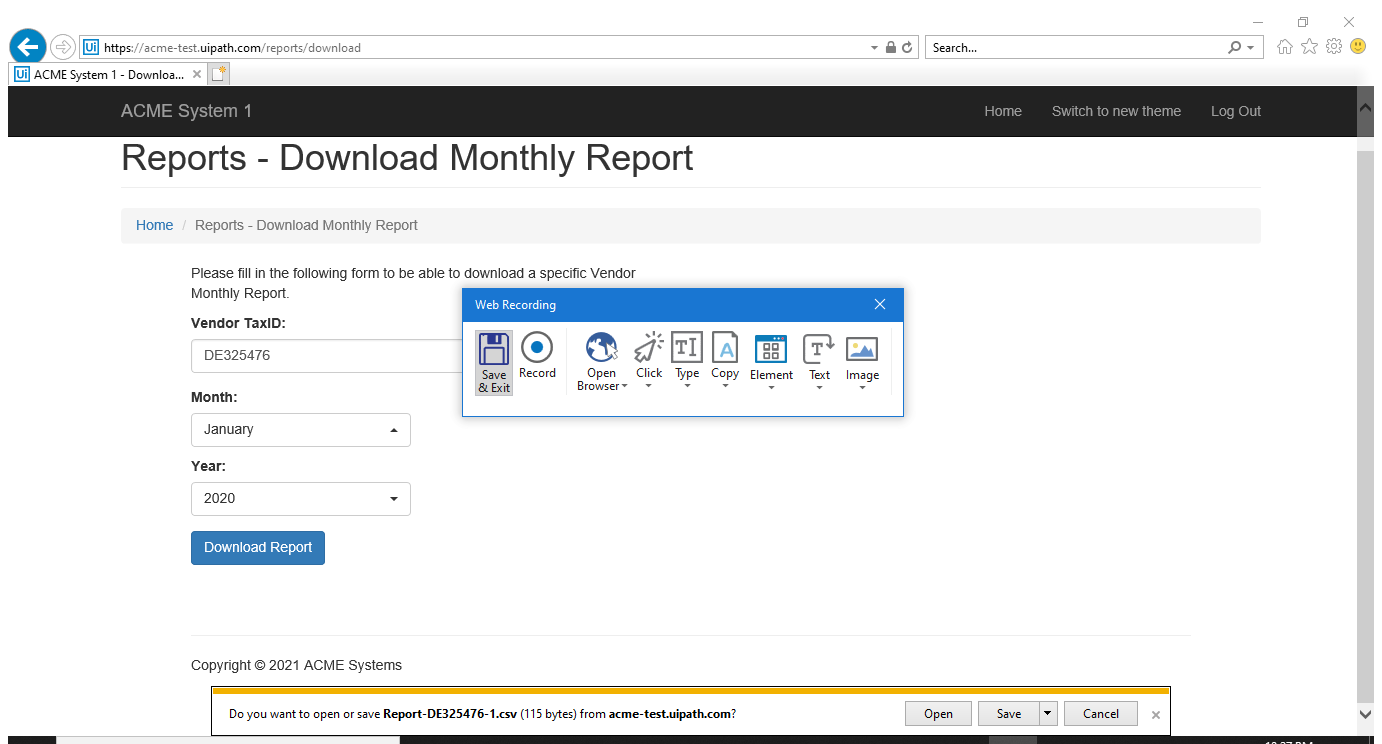 Ui https://acme-test.uipath.com/reports/download Search...
Ui ACME System 1 - Downloa...
ACME System 1 Home Switch to new theme Log Out
Reports - Download Monthly Report
Home / Reports - Download Monthly Report
Please fill in the following form to be able to download a specific Vendor
Monthly Report.
Web Recording
Vendor TaxID:
DE325476
Save & Exit
Record
Open Browser
Click
Type
Copy
Element
Text
Image
Month:
January
Year:
2020
Download Report
Copyright © 2021 ACME Systems
Do you want to open or save Report-DE325476-1.csv (115 bytes) from acme-test.uipath.com? Open Save Cancel